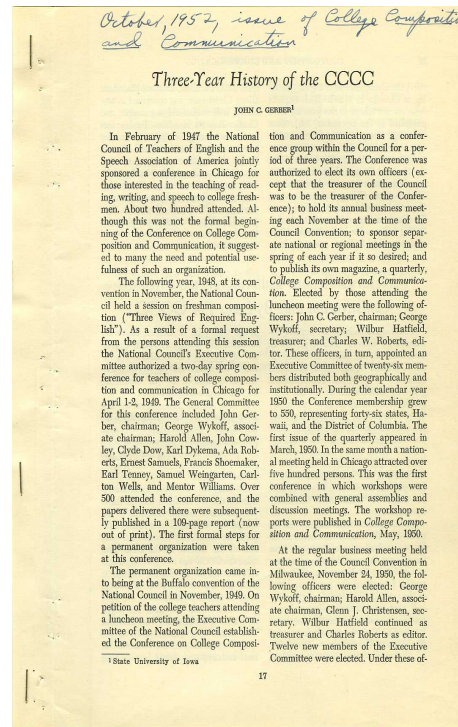 October, 1952, issue of College Compositi
and Communication
Three-Year History of the CCCC
JOHN C. GERBER¹
In February of 1947 the National
Council of Teachers of English and the
Speech Association of America jointly
sponsored a conference in Chicago for
those interested in the teaching of read-
ing, writing, and speech to college fresh-
men. About two hundred attended. Al-
though this was not the formal begin-
ning of the Conference on College Com-
position and Communication, it suggest-
ed to many the need and potential use-
fulness of such an organization.
The following year, 1948, at its con-
vention in November, the National Coun-
cil held a session on freshman composi-
tion ("Three Views of Required Eng-
lish"). As a result of a formal request
from the persons attending this session
the National Council's Executive Com-
mittee authorized a two-day spring con-
ference for teachers of college composi-
tion and communication in Chicago for
April 1-2, 1949. The General Committee
for this conference included John Ger-
ber, chairman; George Wykoff, associ-
ate chairman; Harold Allen, John Cow-
ley, Clyde Dow, Karl Dykema, Ada Rob-
erts, Ernest Samuels, Francis Shoemaker,
Earl Tenney, Samuel Weingarten, Carl-
ton Wells, and Mentor Williams. Over
500 attended the conference, and the
papers delivered there were subsequent-
ly published in a 109-page report (now
out of print). The first formal steps for
a permanent organization were taken
at this conference.
The permanent organization came in-
to being at the Buffalo convention of the
National Council in November, 1949. On
petition of the college teachers attending
a luncheon meeting, the Executive Com-
mittee of the National Council establish-
ed the Conference on College Composi-
¹ State University of Iowa
tion and Communication as a confer-
ence group within the Council for a per-
iod of three years. The Conference was
authorized to elect its own officers (ex-
cept that the treasurer of the Council
was to be the treasurer of the Confer-
ence); to hold its annual business meet-
ing each November at the time of the
Council Convention; to sponsor separ-
ate national or regional meetings in the
spring of each year if it so desired; and
to publish its own magazine, a quarterly,
College Composition and Communica-
tion. Elected by those attending the
luncheon meeting were the following of-
ficers: John C. Gerber, chairman; George
Wykoff, secretary; Wilbur Hatfield,
treasurer; and Charles W. Roberts, edi-
tor. These officers, in turn, appointed an
Executive Committee of twenty-six mem-
bers distributed both geographically and
institutionally. During the calendar year
1950 the Conference membership grew
to 550, representing forty-six states, Ha-
waii, and the District of Columbia. The
first issue of the quarterly appeared in
March, 1950. In the same month a nation-
al meeting held in Chicago attracted over
five hundred persons. This was the first
conference in which workshops were
combined with general assemblies and
discussion meetings. The workshop re-
ports were published in College Compo-
sition and Communication, May, 1950.
At the regular business meeting held
at the time of the Council Convention in
Milwaukee, November 24, 1950, the fol-
lowing officers were elected: George
Wykoff, chairman; Harold Allen, associ-
ate chairman, Glenn J. Christensen, sec-
retary. Wilbur Hatfield continued as
treasurer and Charles Roberts as editor.
Twelve new members of the Executive
Committee were elected. Under these of-
17